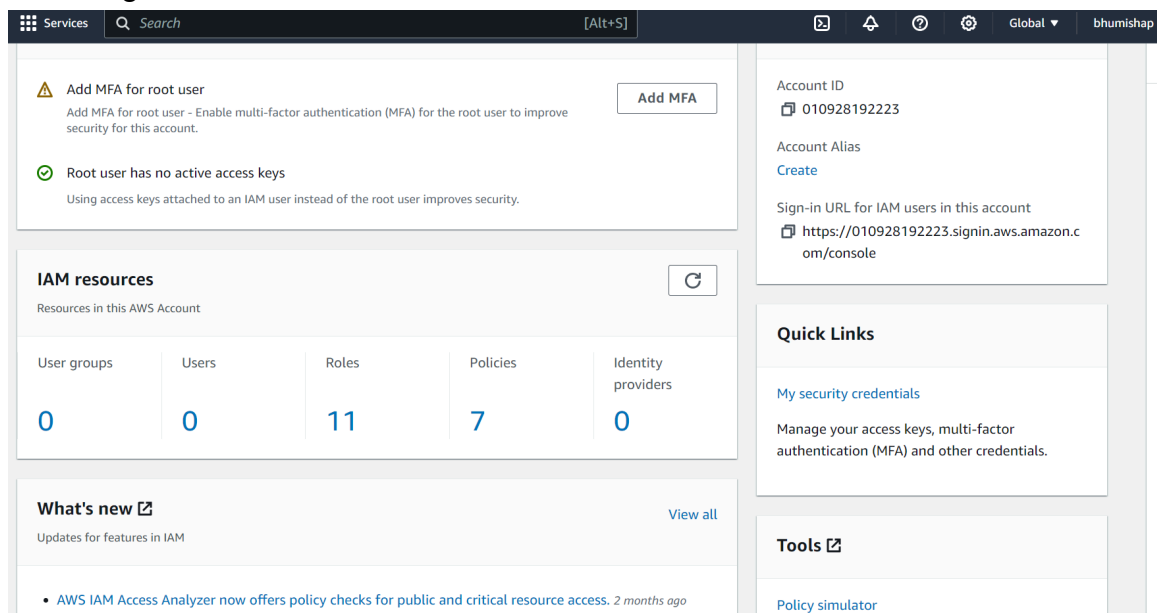 Services
Search
[Alt+S]
Global
bhumishap
Add MFA for root user
Add MFA for root user - Enable multi-factor authentication (MFA) for the root user to improve
security for this account.
Add MFA
Root user has no active access keys
Using access keys attached to an IAM user instead of the root user improves security.
IAM resources
Resources in this AWS Account
User groups
Users
Roles
Policies
Identity
providers
0
0
11
7
0
What's new
View all
Updates for features in IAM
• AWS IAM Access Analyzer now offers policy checks for public and critical resource access. 2 months ago
Account ID
010928192223
Account Alias
Create
Sign-in URL for IAM users in this account
https://010928192223.signin.aws.amazon.c
om/console
Quick Links
My security credentials
Manage your access keys, multi-factor
authentication (MFA) and other credentials.
Tools
Policy simulator